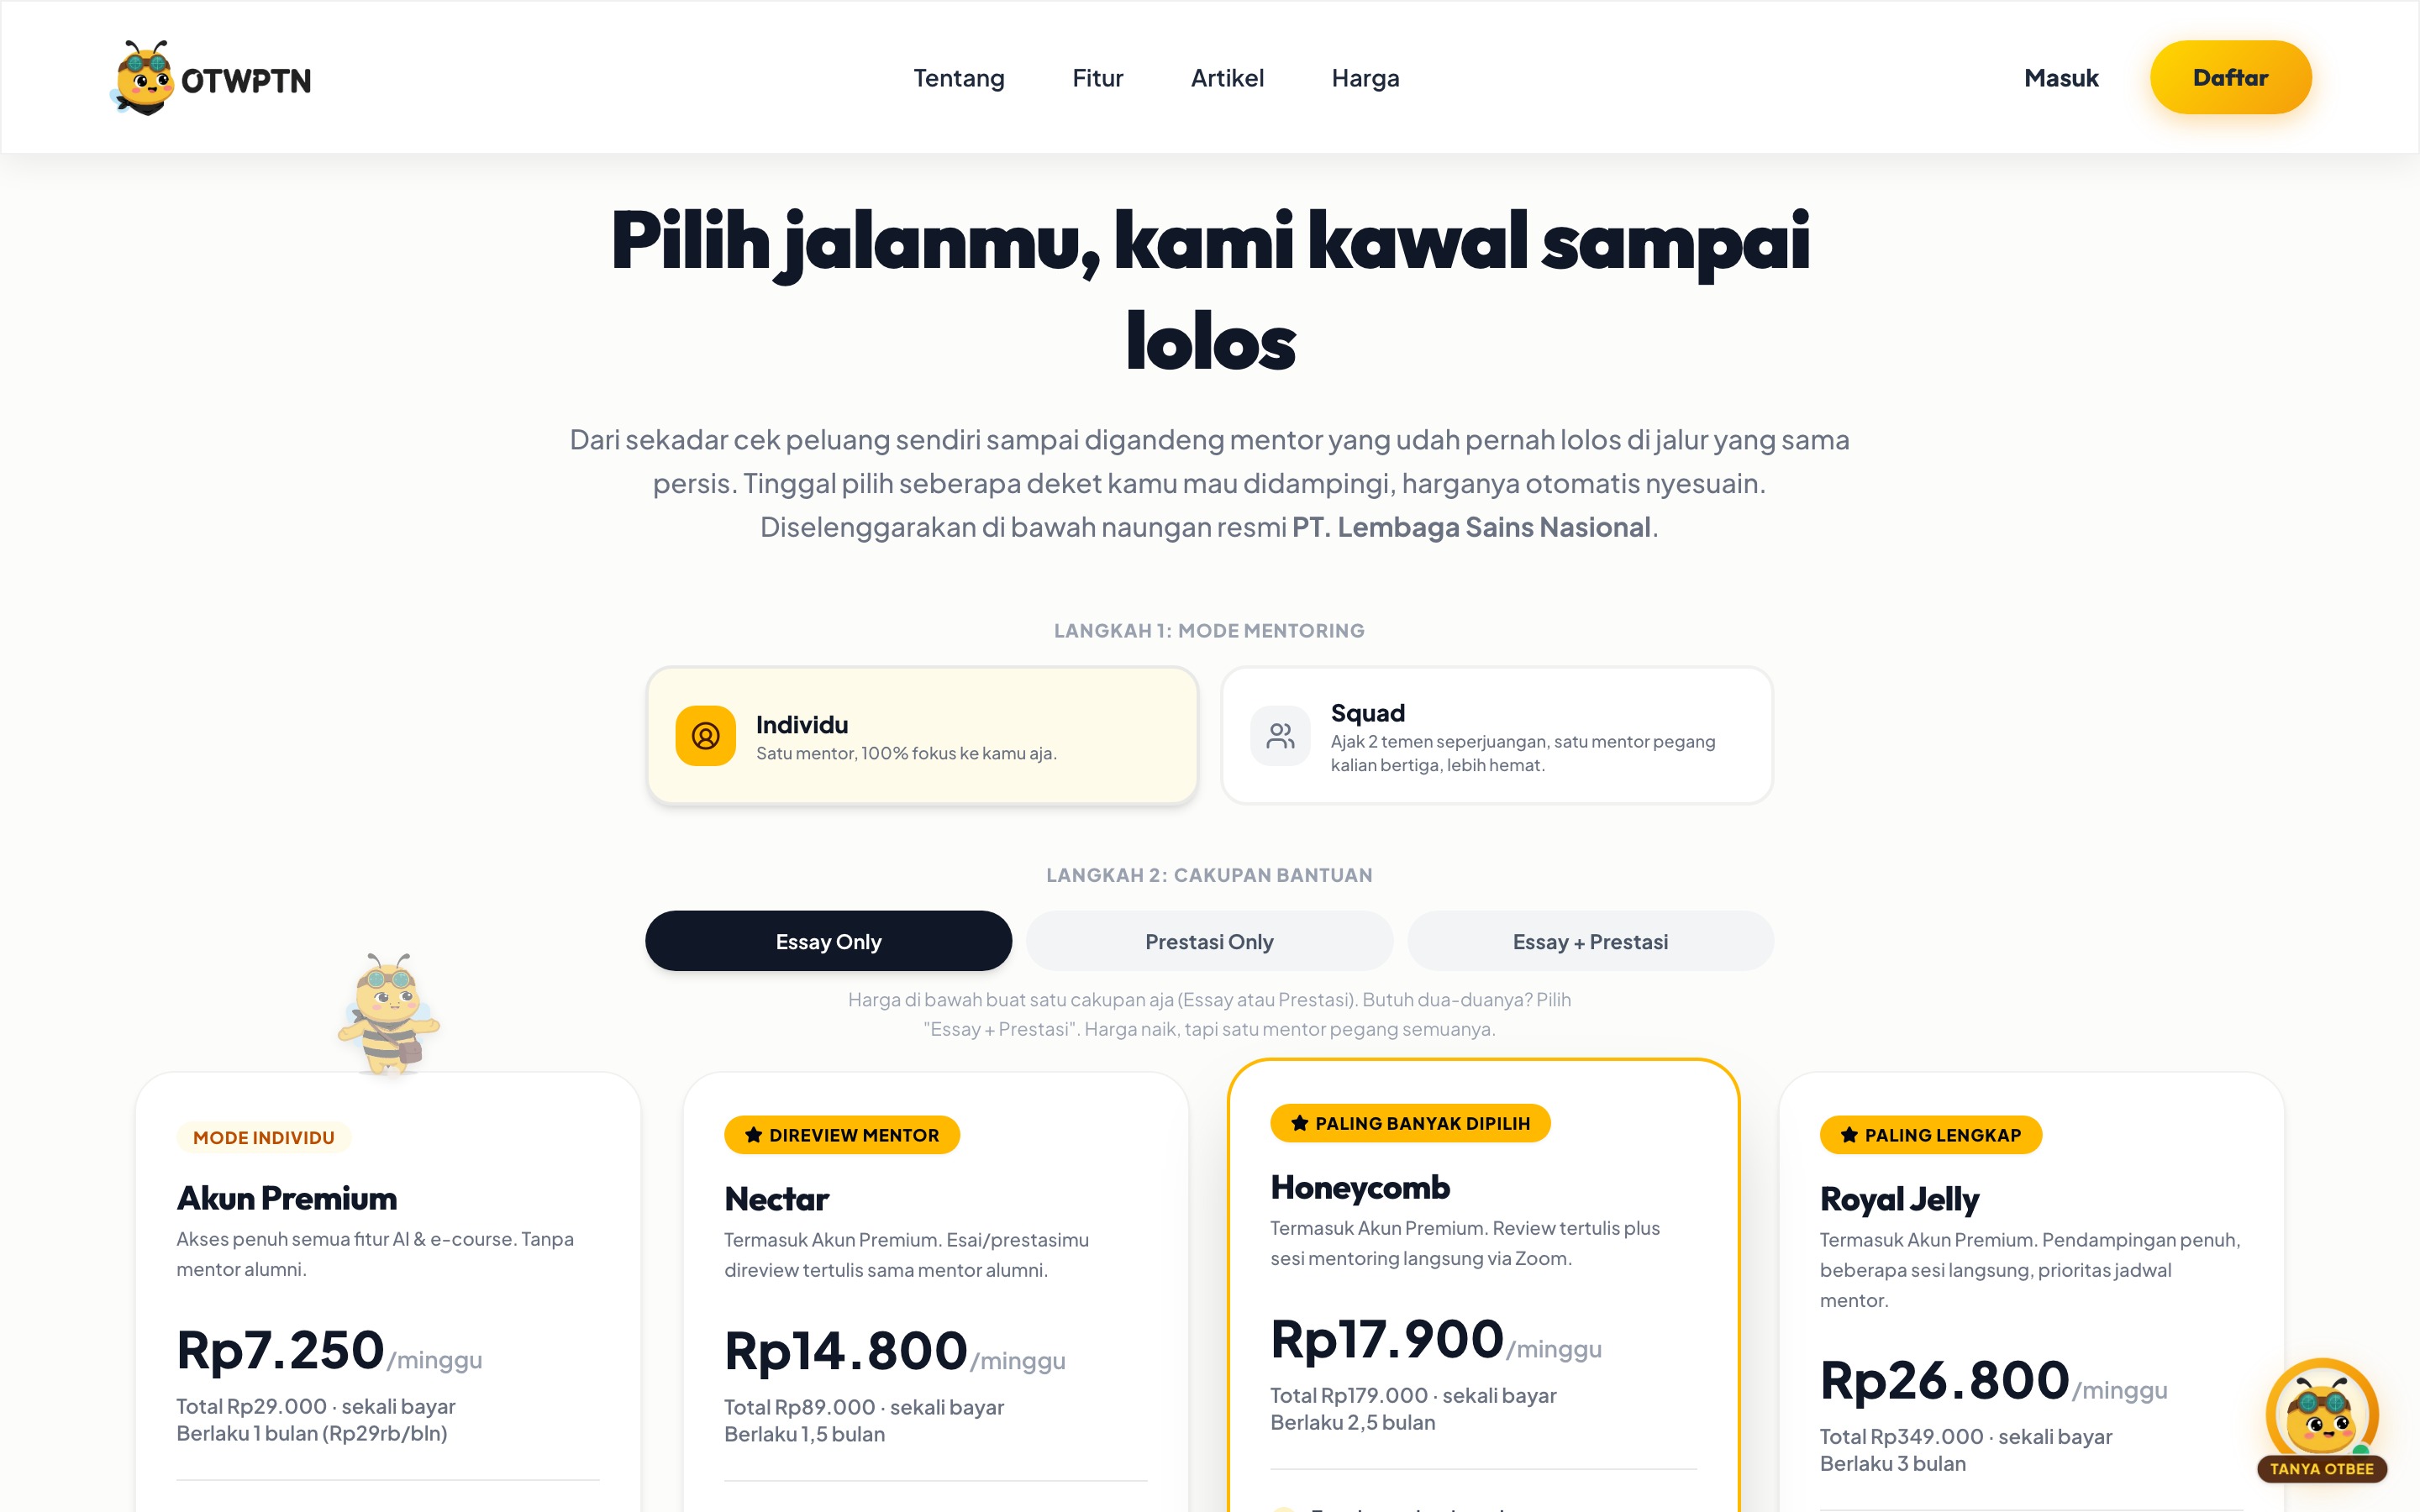 OTWPTN
Tentang
Fitur
Artikel
Harga
Masuk
Daftar
Pilih jalanmu, kami kawal sampai
lolos
Dari sekadar cek peluang sendiri sampai digandeng mentor yang udah pernah lolos di jalur yang sama
persis. Tinggal pilih seberapa deket kamu mau didampingi, harganya otomatis nyesuain.
Diselenggarakan di bawah naungan resmi PT. Lembaga Sains Nasional.
LANGKAH 1: MODE MENTORING
Individu
Satu mentor, 100% fokus ke kamu aja.
Squad
Ajak 2 temen seperjuangan, satu mentor pegang
kalian bertiga, lebih hemat.
LANGKAH 2: CAKUPAN BANTUAN
Essay Only
Prestasi Only
Essay + Prestasi
Harga di bawah buat satu cakupan aja (Essay atau Prestasi). Butuh dua-duanya? Pilih
"Essay + Prestasi". Harga naik, tapi satu mentor pegang semuanya.
MODE INDIVIDU
Akun Premium
Akses penuh semua fitur AI & e-course. Tanpa
mentor alumni.
Rp7.250/minggu
Total Rp29.000 · sekali bayar
Berlaku 1 bulan (Rp29rb/bln)
DIREVIEW MENTOR
Nectar
Termasuk Akun Premium. Esai/prestasimu
direview tertulis sama mentor alumni.
Rp14.800/minggu
Total Rp89.000 · sekali bayar
Berlaku 1,5 bulan
PALING BANYAK DIPILIH
Honeycomb
Termasuk Akun Premium. Review tertulis plus
sesi mentoring langsung via Zoom.
Rp17.900/minggu
Total Rp179.000 · sekali bayar
Berlaku 2,5 bulan
PALING LENGKAP
Royal Jelly
Termasuk Akun Premium. Pendampingan penuh,
beberapa sesi langsung, prioritas jadwal
mentor.
Rp26.800/minggu
Total Rp349.000 · sekali bayar
Berlaku 3 bulan
TANYA OTBEE